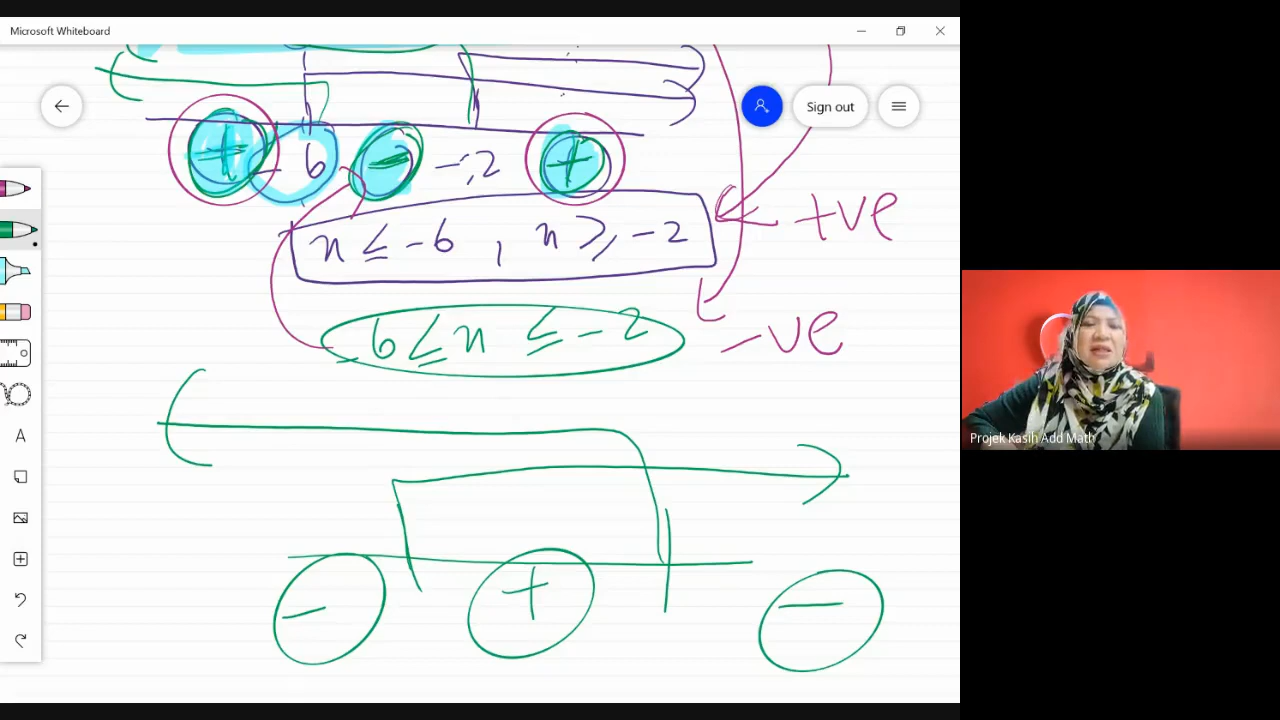 Microsoft Whiteboard
Sign out
+ -6 - -2 +
x ≤ -6 , x ≥ -2
+ve
-6 ≤ x ≤ -2
-ve
Projek Kasih Add Math
- + -
A